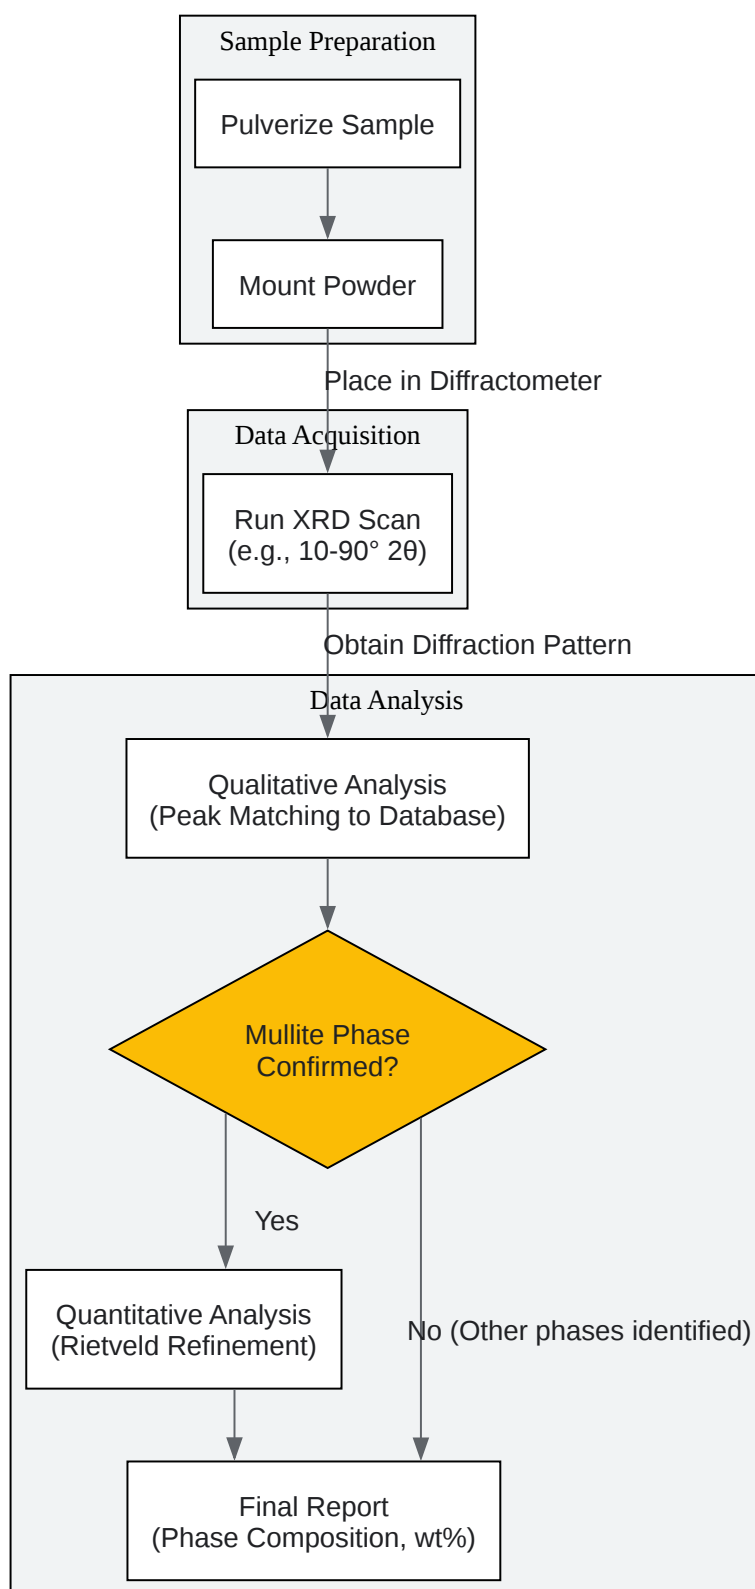 Sample Preparation
Pulverize Sample
Mount Powder
Place in Diffractometer
Data Acquisition
Run XRD Scan
(e.g., 10-90° 2θ)
Obtain Diffraction Pattern
Data Analysis
Qualitative Analysis
(Peak Matching to Database)
Mullite Phase
Confirmed?
Yes
Quantitative Analysis
(Rietveld Refinement)
No (Other phases identified)
Final Report
(Phase Composition, wt%)